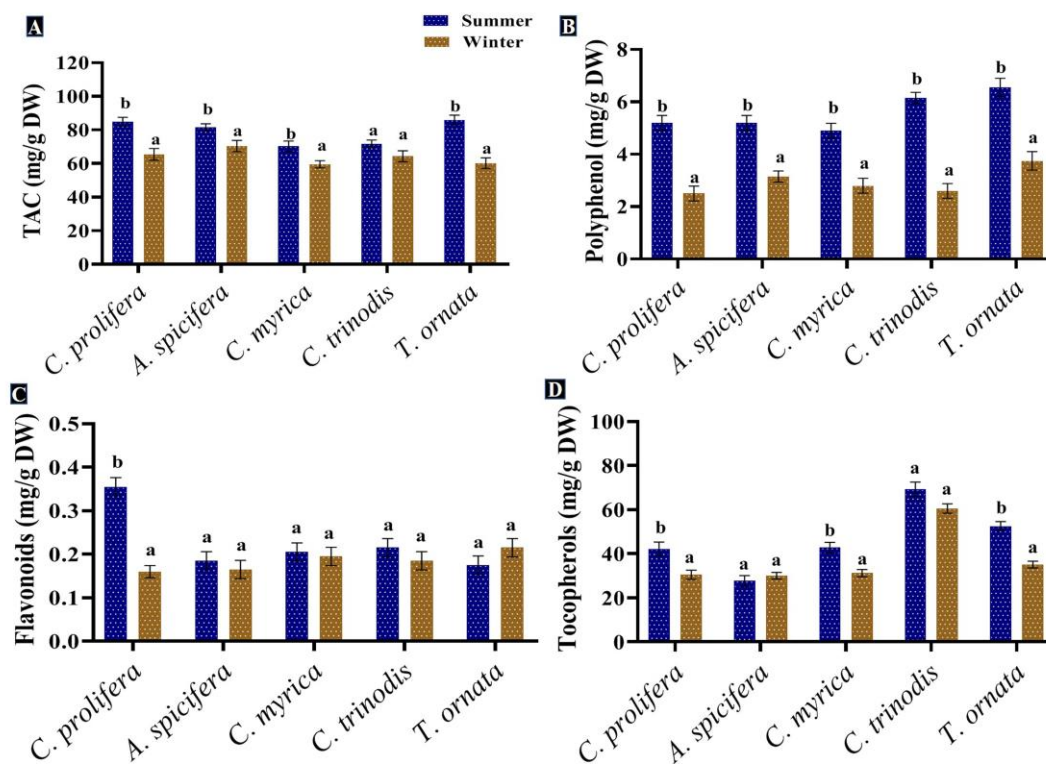 A
Summer
Winter
TAC (mg/g DW)
120
100
80
60
40
20
0
b a b a b a a a b a
C. prolifera
A. spicifera
C. myrica
C. trinodis
T. ornata
B
Polyphenol (mg/g DW)
8
6
4
2
0
b a b a b a b a b a
C. prolifera
A. spicifera
C. myrica
C. trinodis
T. ornata
C
Flavonoids (mg/g DW)
0.5
0.4
0.3
0.2
0.1
0.0
b a a a a a a a a a
C. prolifera
A. spicifera
C. myrica
C. trinodis
T. ornata
D
Tocopherols (mg/g DW)
100
80
60
40
20
0
b a a a b a a a b a
C. prolifera
A. spicifera
C. myrica
C. trinodis
T. ornata